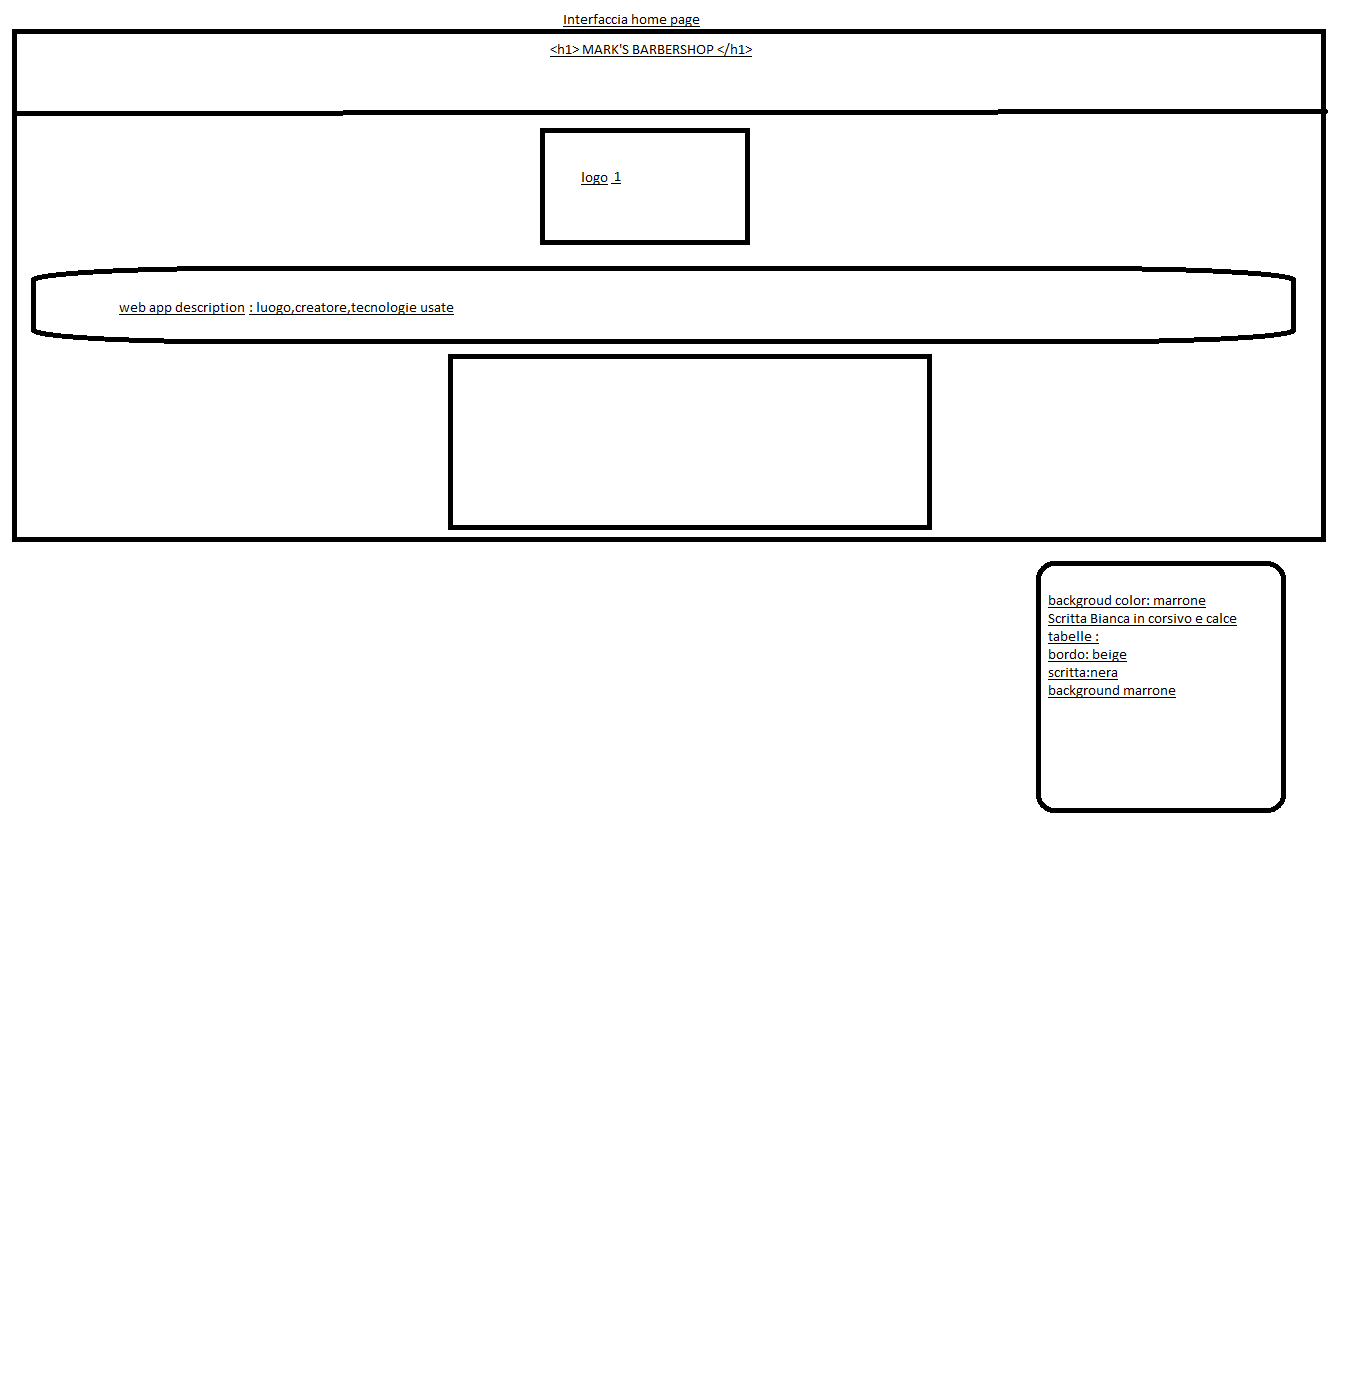 Interfaccia home page
<h1> MARK'S BARBERSHOP </h1>
logo 1
web app description : luogo,creatore,tecnologie usate
backgroud color: marrone
Scritta Bianca in corsivo e calce
tabelle :
bordo: beige
scritta:nera
background marrone